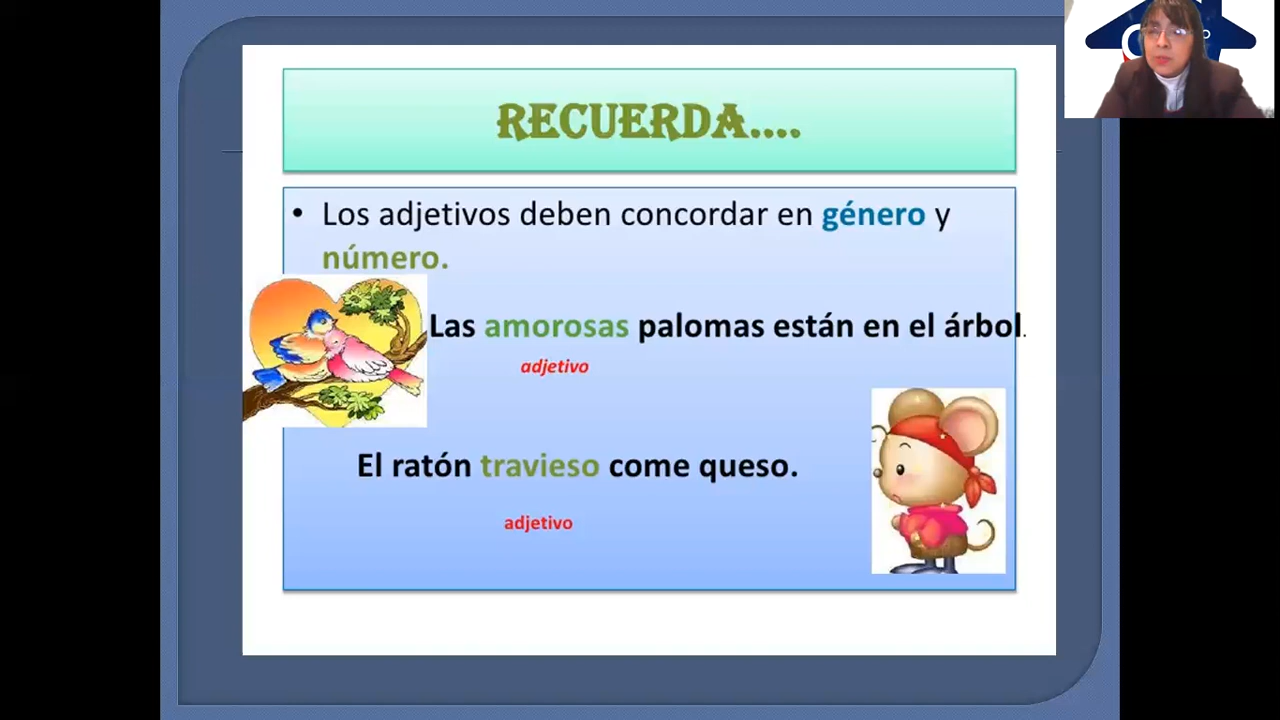 RECUERDA....
• Los adjetivos deben concordar en género y
número.
Las amorosas palomas están en el árbol.
adjetivo
El ratón travieso come queso.
adjetivo